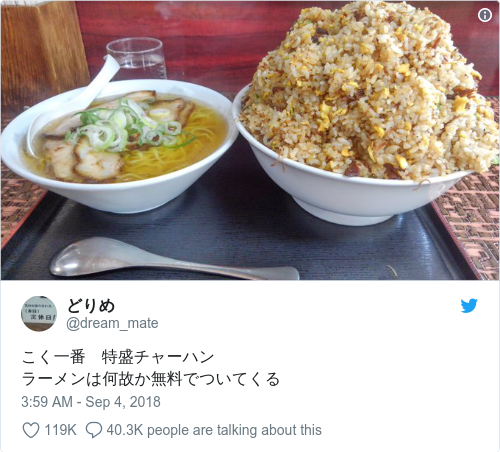 どりめ
@dream_mate
こく一番　特盛チャーハン
ラーメンは何故か無料でついてくる
3:59 AM - Sep 4, 2018
119K
40.3K people are talking about this